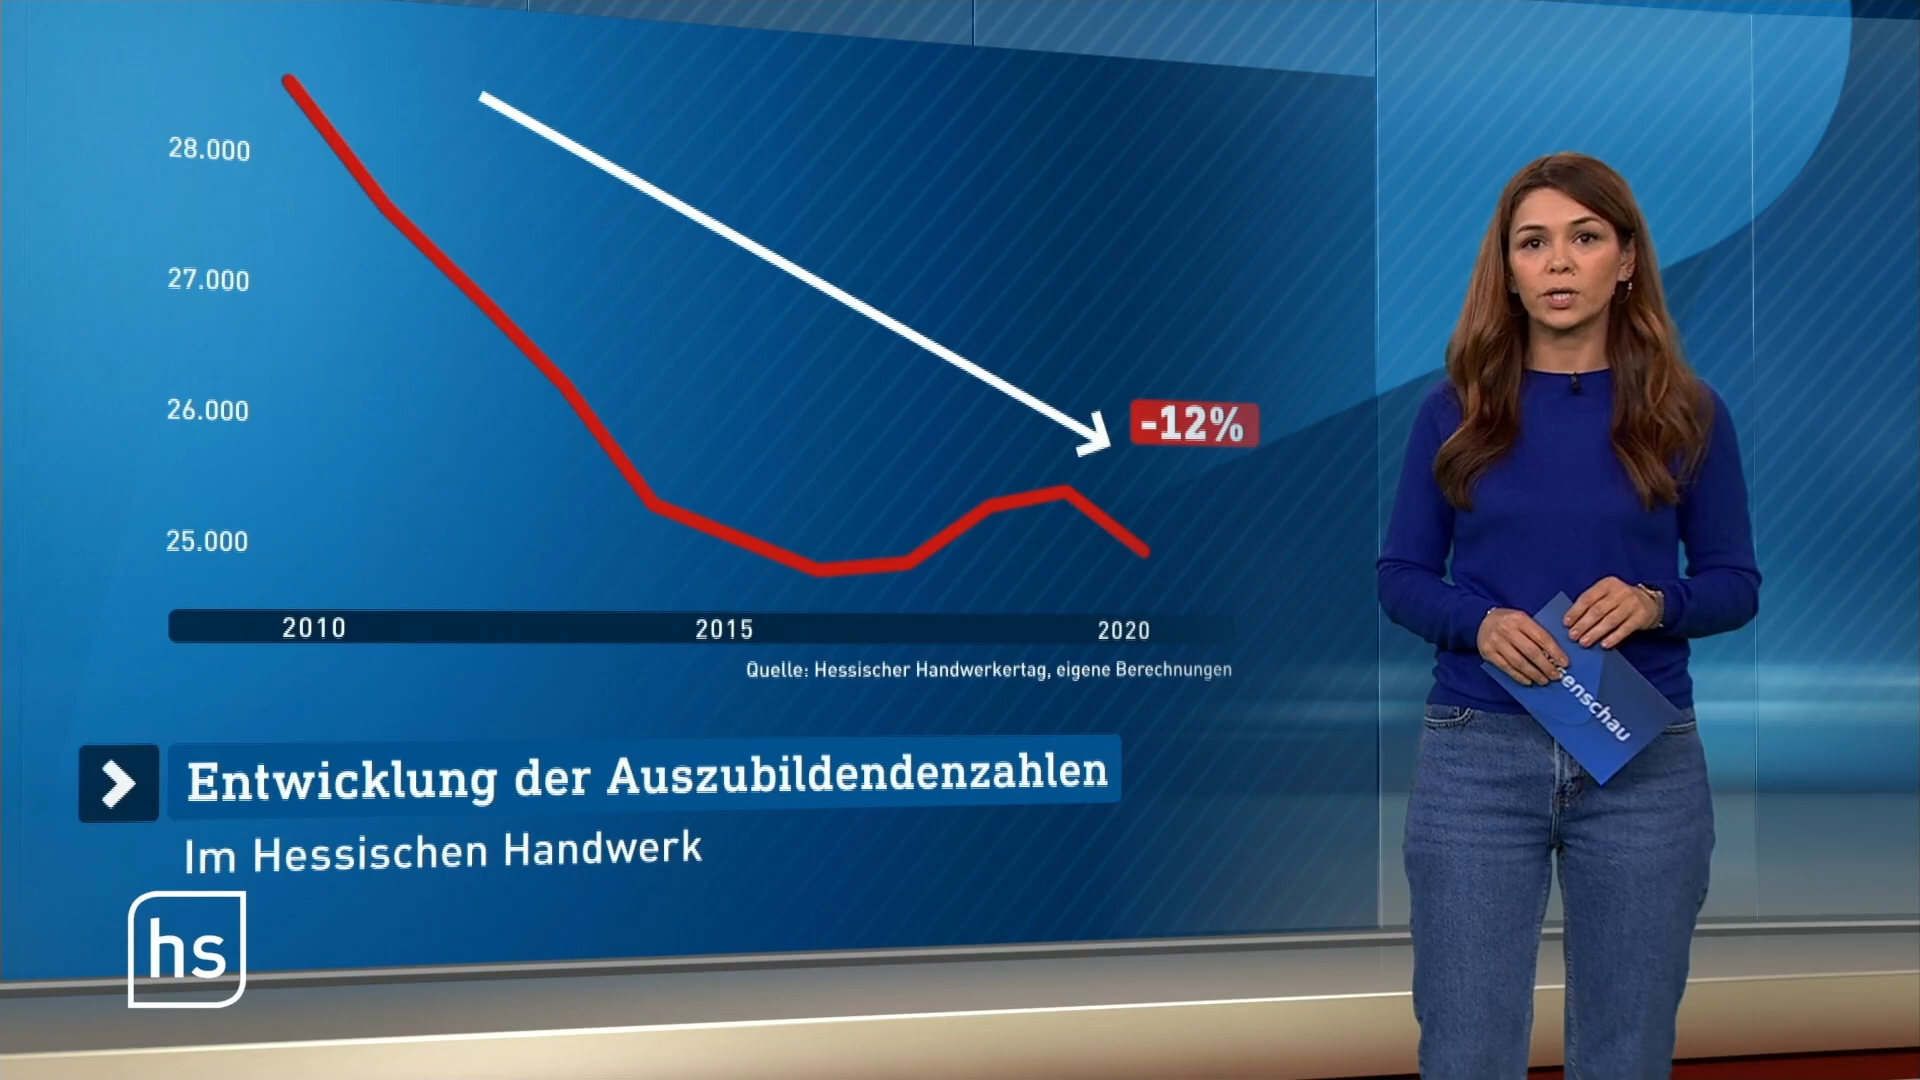 28.000
27.000
26.000
-12%
25.000
2010 2015 2020
Quelle: Hessischer Handwerkertag, eigene Berechnungen
Entwicklung der Auszubildendenzahlen
Im Hessischen Handwerk
hs
senschau